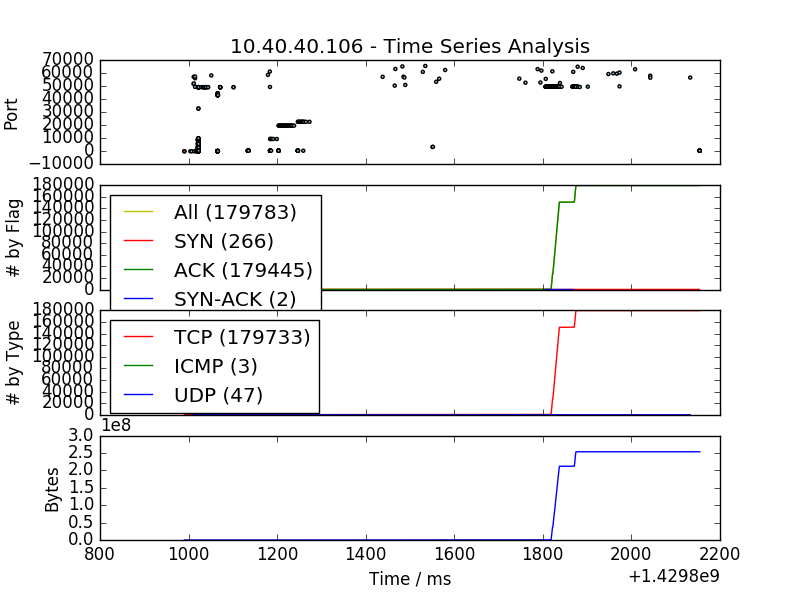 10.40.40.106 - Time Series Analysis
Port
70000
60000
50000
40000
30000
20000
10000
0
−10000
# by Flag
180000
160000
140000
120000
100000
80000
60000
40000
20000
0
All (179783)
SYN (266)
ACK (179445)
SYN-ACK (2)
# by Type
180000
160000
140000
120000
100000
80000
60000
40000
20000
0
TCP (179733)
ICMP (3)
UDP (47)
1e8
Bytes
3.0
2.5
2.0
1.5
1.0
0.5
0.0
800 1000 1200 1400 1600 1800 2000 2200
Time / ms
+1.4298e9